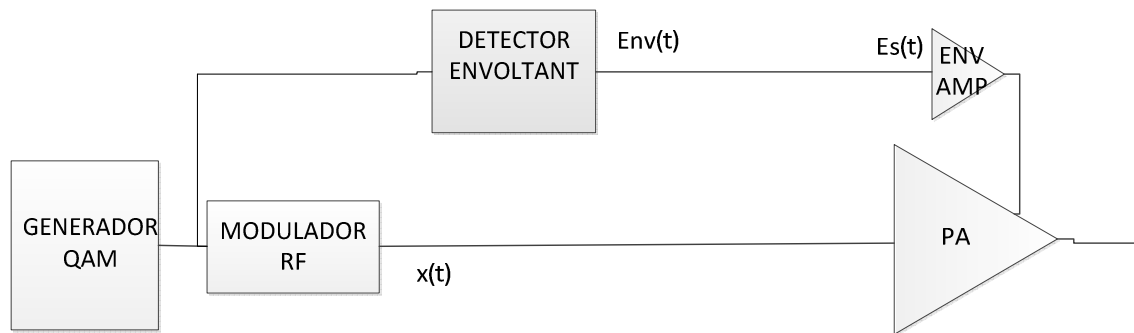 DETECTOR
ENVOLTANT
Env(t)
Es(t)
ENV
AMP
GENERADOR
QAM
MODULADOR
RF
x(t)
PA